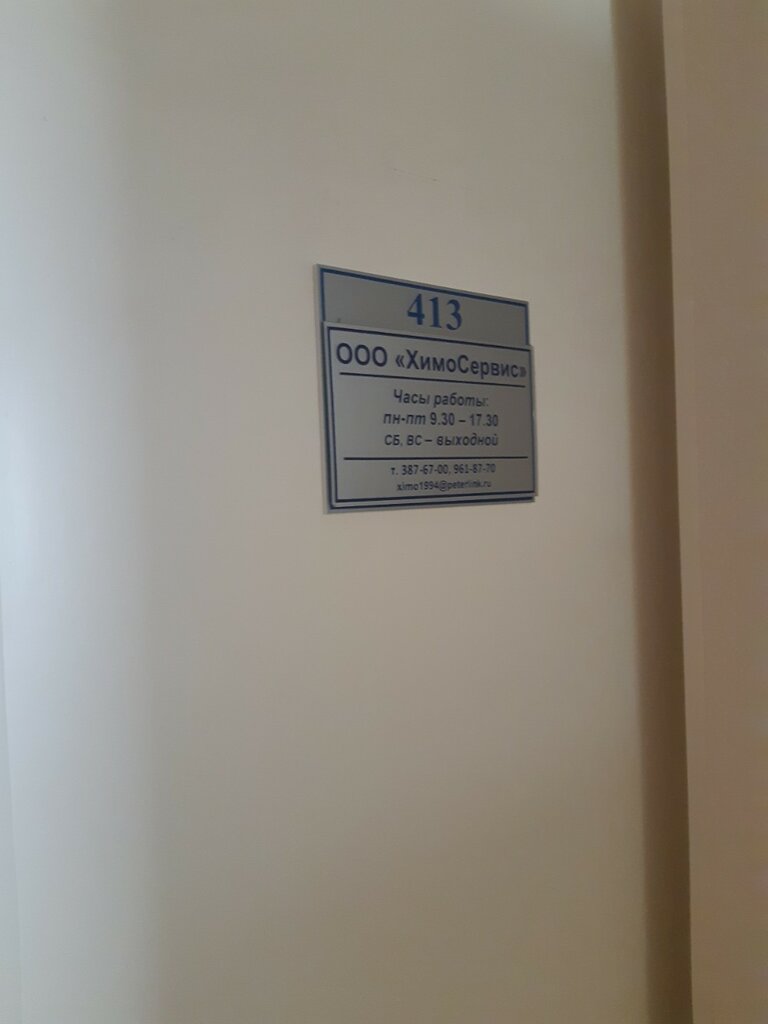 413
ООО «ХимоСервис»
Часы работы:
пн-пт 9.30 – 17.30
СБ, ВС – выходной
т. 387-67-00, 961-87-70
ximo1994@peterlink.ru